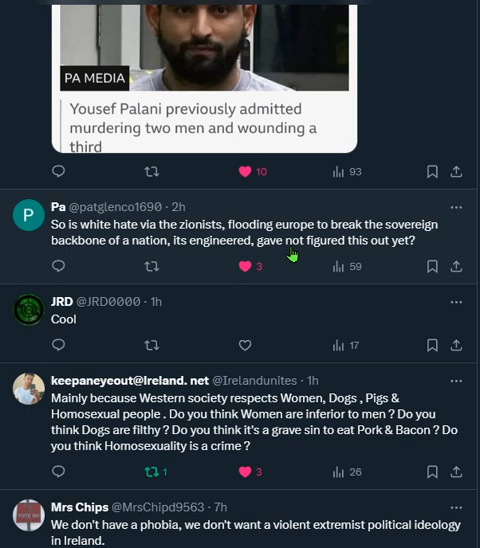 PA MEDIA
Yousef Palani previously admitted
murdering two men and wounding a
third
10
93
P
Pa @patglenco1690 · 2h
So is white hate via the zionists, flooding europe to break the sovereign
backbone of a nation, its engineered, gave not figured this out yet?
3
59
JRD @JRD0000 · 1h
Cool
17
keepaneyeout@Ireland. net @Irelandunites · 1h
Mainly because Western society respects Women, Dogs , Pigs &
Homosexual people . Do you think Women are inferior to men ? Do you
think Dogs are filthy ? Do you think it's a grave sin to eat Pork & Bacon ? Do
you think Homosexuality is a crime ?
1
3
26
VOTE NO
Mrs Chips @MrsChipd9563 · 7h
We don't have a phobia, we don't want a violent extremist political ideology
in Ireland.